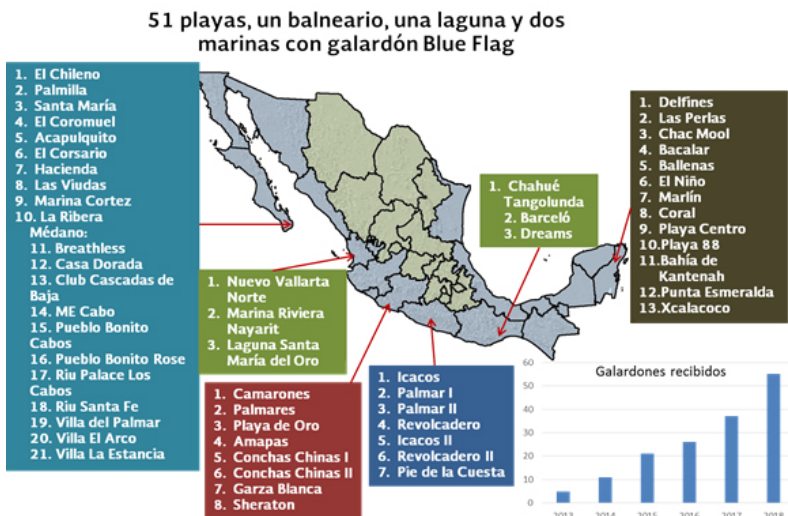 51 playas, un balneario, una laguna y dos
marinas con galardón Blue Flag
1. El Chileno
2. Palmilla
3. Santa María
4. El Coromuel
5. Acapulquito
6. El Corsario
7. Hacienda
8. Las Viudas
9. Marina Cortez
10. La Ribera
Médano:
11. Breathless
12. Casa Dorada
13. Club Cascadas de
Baja
14. ME Cabo
15. Pueblo Bonito
Cabos
16. Pueblo Bonito Rose
17. Riu Palace Los
Cabos
18. Riu Santa Fe
19. Villa del Palmar
20. Villa El Arco
21. Villa La Estancia
1. Nuevo Vallarta
Norte
2. Marina Riviera
Nayarit
3. Laguna Santa
María del Oro
1. Camarones
2. Palmares
3. Playa de Oro
4. Amapas
5. Conchas Chinas I
6. Conchas Chinas II
7. Garza Blanca
8. Sheraton
1. Icacos
2. Palmar I
3. Palmar II
4. Revolcadero
5. Icacos II
6. Revolcadero II
7. Pie de la Cuesta
1. Chahué
Tangolunda
2. Barceló
3. Dreams
1. Delfines
2. Las Perlas
3. Chac Mool
4. Bacalar
5. Ballenas
6. El Niño
7. Marlín
8. Coral
9. Playa Centro
10.Playa 88
11.Bahía de
Kantenah
12.Punta Esmeralda
13.Xcalacoco
Galardones recibidos
60
50
40
30
20
10
0
2013 2014 2015 2016 2017 2018